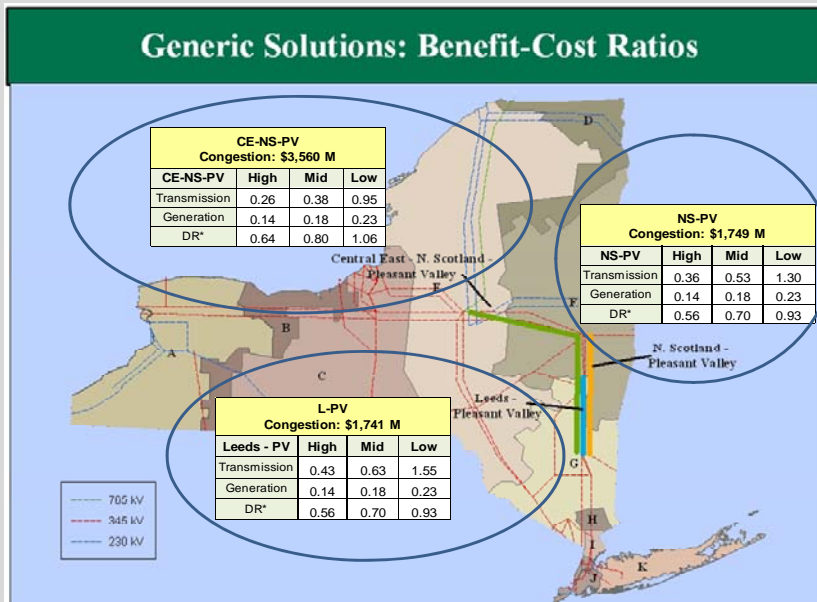 Generic Solutions: Benefit-Cost Ratios
CE-NS-PV
Congestion: $3,560 M
CE-NS-PV High Mid Low
Transmission 0.26 0.38 0.95
Generation 0.14 0.18 0.23
DR* 0.64 0.80 1.06
D
NS-PV
Congestion: $1,749 M
NS-PV High Mid Low
Transmission 0.36 0.53 1.30
Generation 0.14 0.18 0.23
DR* 0.56 0.70 0.93
Central East - N. Scotland -
Pleasant Valley
E
F
B
A
C
N. Scotland -
Pleasant Valley
Leeds -
Pleasant Valley
L-PV
Congestion: $1,741 M
Leeds - PV High Mid Low
Transmission 0.43 0.63 1.55
Generation 0.14 0.18 0.23
DR* 0.56 0.70 0.93
G
765 kV
345 kV
230 kV
H
I
J
K